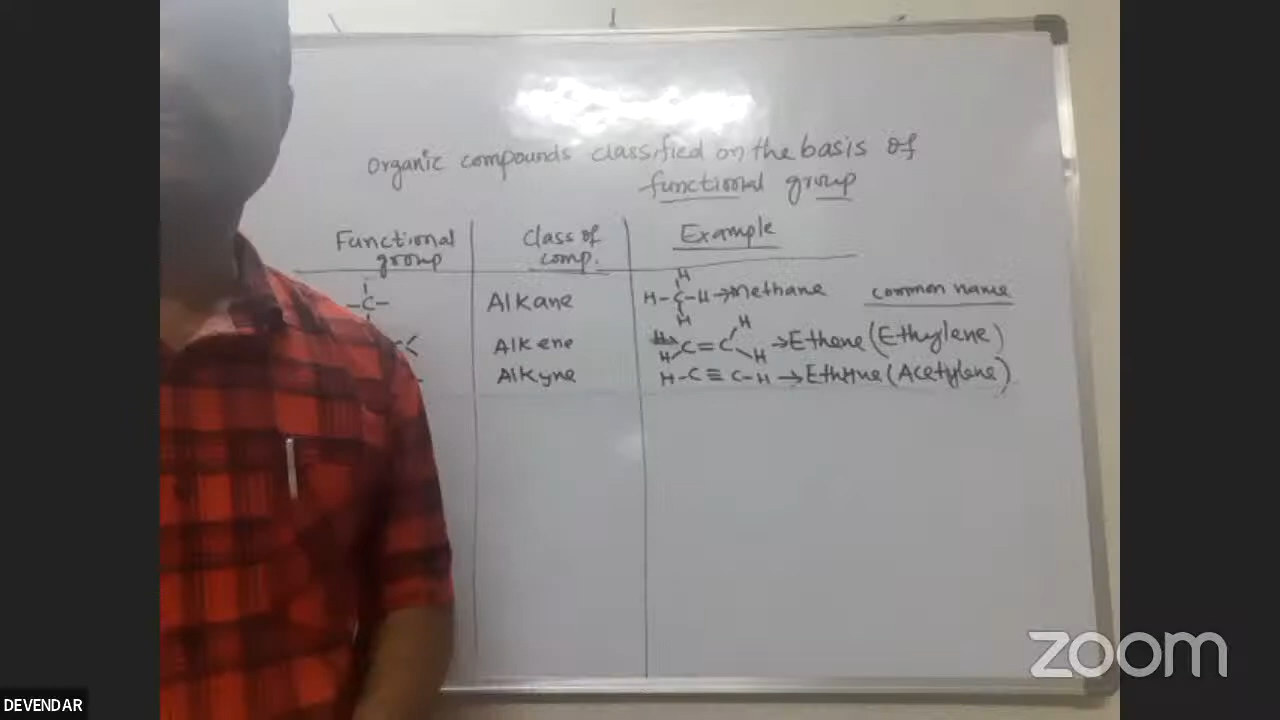 Organic compounds classified on the basis of
functional group
Functional group
Class of comp.
Example
-C-
Alkane
H-C-H→Methane
H
H
common name
Alkene
H
H
C=C
H
H
→Ethene (Ethylene)
Alkyne
H-C≡C-H→Ethyne (Acetylene)
zoom
DEVENDAR